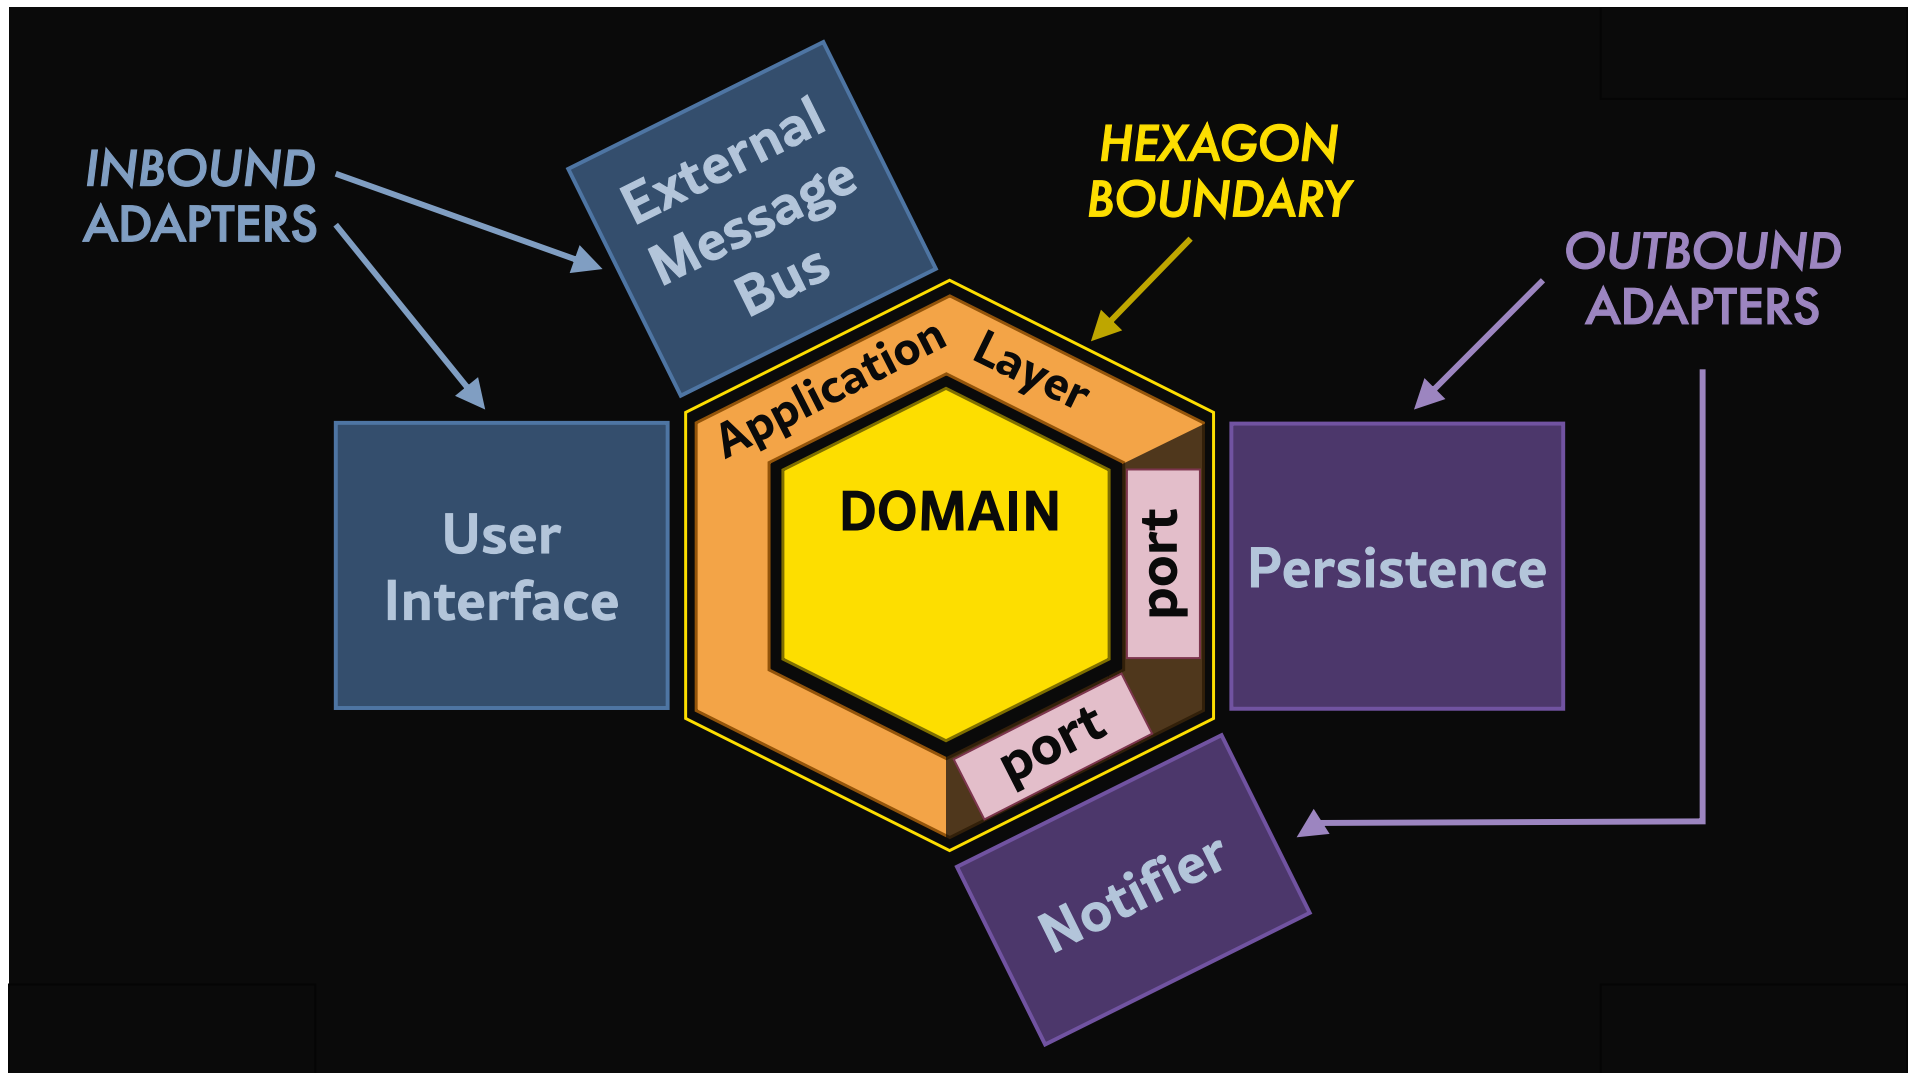 INBOUND
ADAPTERS
External
Message
Bus
HEXAGON
BOUNDARY
OUTBOUND
ADAPTERS
Application Layer
DOMAIN
port
User
Interface
Persistence
port
Notifier